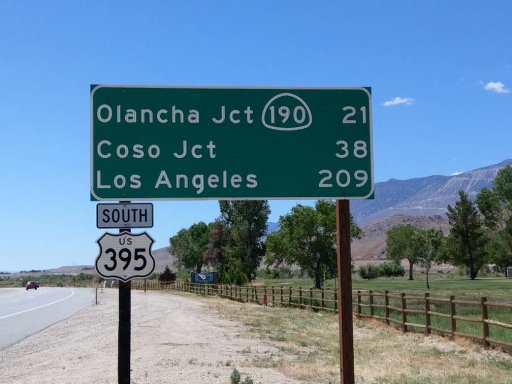 Olancha Jct 190 21
Coso Jct 38
Los Angeles 209
SOUTH
US
395